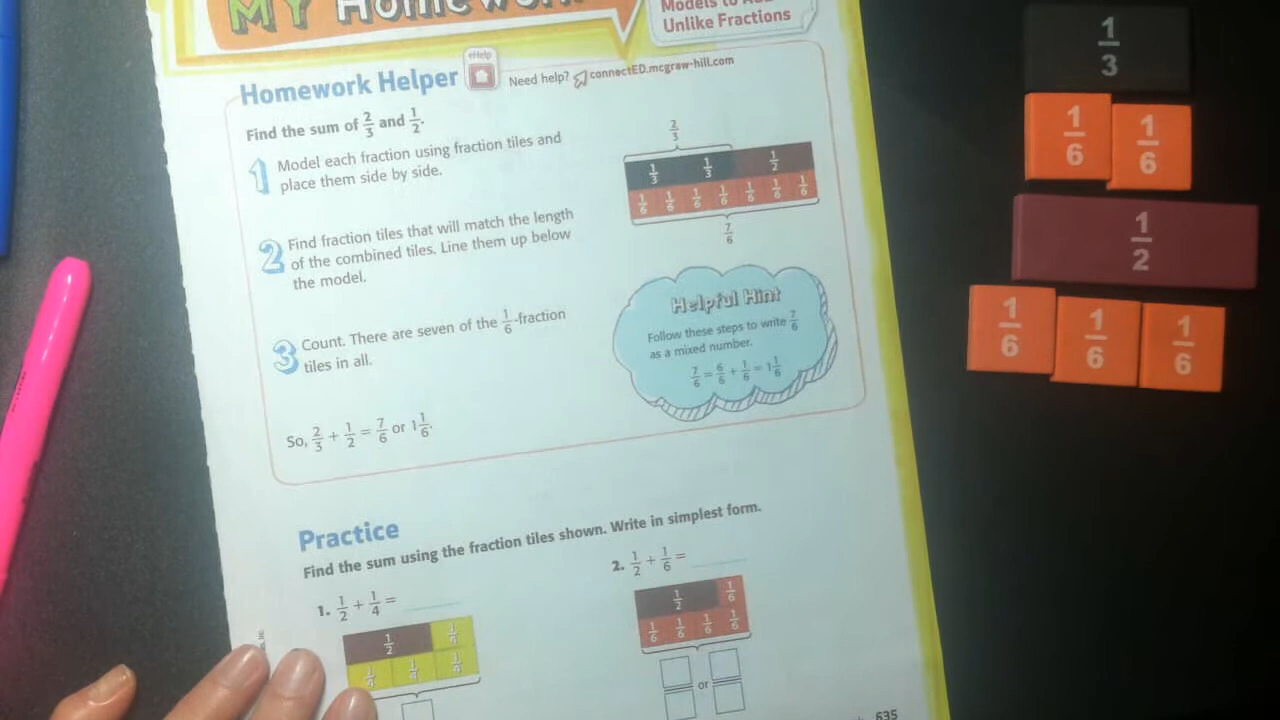 MY Homework
Models to Add
Unlike Fractions
Homework Helper
eHelp
Need help? connectED.mcgraw-hill.com
Find the sum of 2/3 and 1/2.
1 Model each fraction using fraction tiles and
place them side by side.
2/3
1/3 1/3 1/2
1/6 1/6 1/6 1/6 1/6 1/6 1/6
7/6
2 Find fraction tiles that will match the length
of the combined tiles. Line them up below
the model.
3 Count. There are seven of the 1/6-fraction
tiles in all.
Helpful Hint
Follow these steps to write 7/6
as a mixed number.
7/6 = 6/6 + 1/6 = 1 1/6
So, 2/3 + 1/2 = 7/6 or 1 1/6.
Practice
Find the sum using the fraction tiles shown. Write in simplest form.
1. 1/2 + 1/4 =
1/2 1/4
1/4 1/4 1/4
2. 1/2 + 1/6 =
1/2 1/6
1/6 1/6 1/6 1/6
or
635
1/3
1/6 1/6
1/2
1/6 1/6 1/6